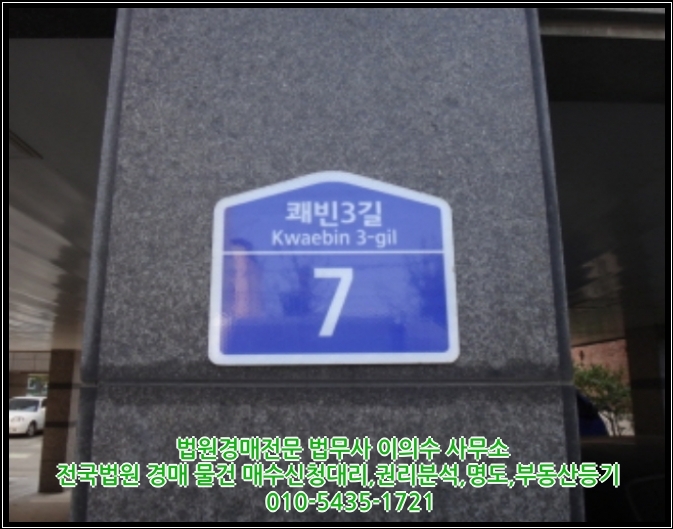 쾌빈3길
Kwaebin 3-gil
7
법원경매전문 법무사 이의수 사무소
전국법원 경매 물건 매수신청대리,권리분석,명도,부동산등기
010-5435-1721